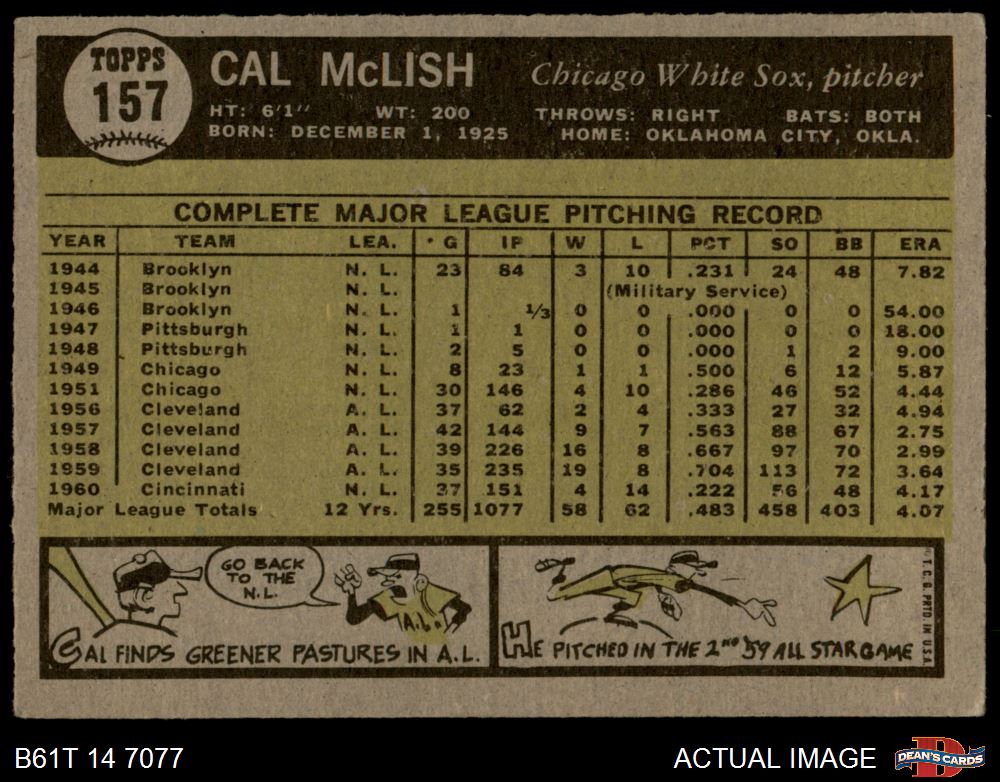 TOPPS
157
CAL McLISH Chicago White Sox, pitcher
HT: 6'1" WT: 200 THROWS: RIGHT BATS: BOTH
BORN: DECEMBER 1, 1925 HOME: OKLAHOMA CITY, OKLA.
COMPLETE MAJOR LEAGUE PITCHING RECORD
YEAR TEAM LEA. G IP W L PCT SO BB ERA
1944 Brooklyn N. L. 23 84 3 10 .231 24 48 7.82
1945 Brooklyn N. L. (Military Service)
1946 Brooklyn N. L. 1 1/3 0 0 .000 0 0 54.00
1947 Pittsburgh N. L. 1 1 0 0 .000 0 0 18.00
1948 Pittsburgh N. L. 2 5 0 0 .000 1 2 9.00
1949 Chicago N. L. 8 23 1 1 .500 6 12 5.87
1951 Chicago N. L. 30 146 4 10 .286 46 52 4.44
1956 Cleveland A. L. 37 62 2 4 .333 27 32 4.94
1957 Cleveland A. L. 42 144 9 7 .563 88 67 2.75
1958 Cleveland A. L. 39 226 16 8 .667 97 70 2.99
1959 Cleveland A. L. 35 235 19 8 .704 113 72 3.64
1960 Cincinnati N. L. 37 151 4 14 .222 56 48 4.17
Major League Totals 12 Yrs. 255 1077 58 62 .483 458 403 4.07
GO BACK
TO THE
N.L.
A.L.
CAL FINDS GREENER PASTURES IN A.L.
HE PITCHED IN THE 2ND '59 ALL STAR GAME
© T. C. G. PRTD. IN U.S.A.
B61T 14 7077 ACTUAL IMAGE
D
DEAN'S CARDS